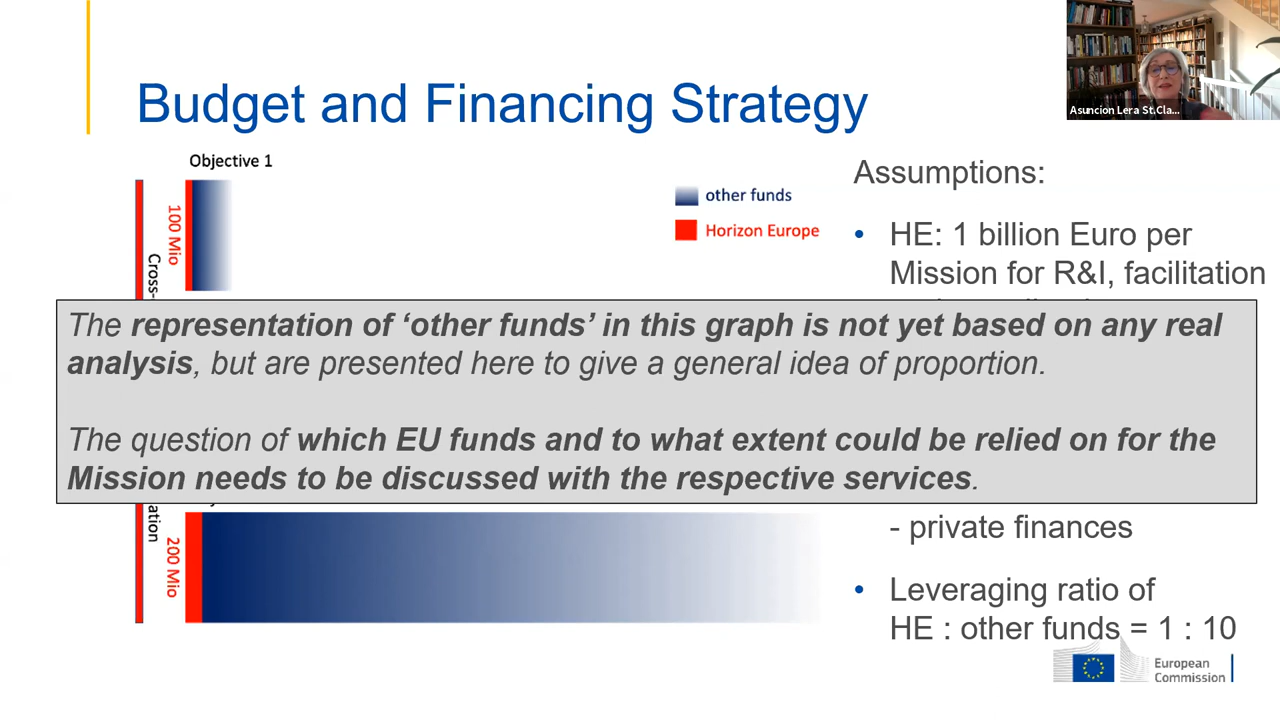 Asuncion Lera St.Cla...
Budget and Financing Strategy
Objective 1
100 Mio
Cross-
other funds
Horizon Europe
Assumptions:
• HE: 1 billion Euro per
Mission for R&I, facilitation
The representation of ‘other funds’ in this graph is not yet based on any real
analysis, but are presented here to give a general idea of proportion.
The question of which EU funds and to what extent could be relied on for the
Mission needs to be discussed with the respective services.
ation
200 Mio
- private finances
• Leveraging ratio of
HE : other funds = 1 : 10
European
Commission